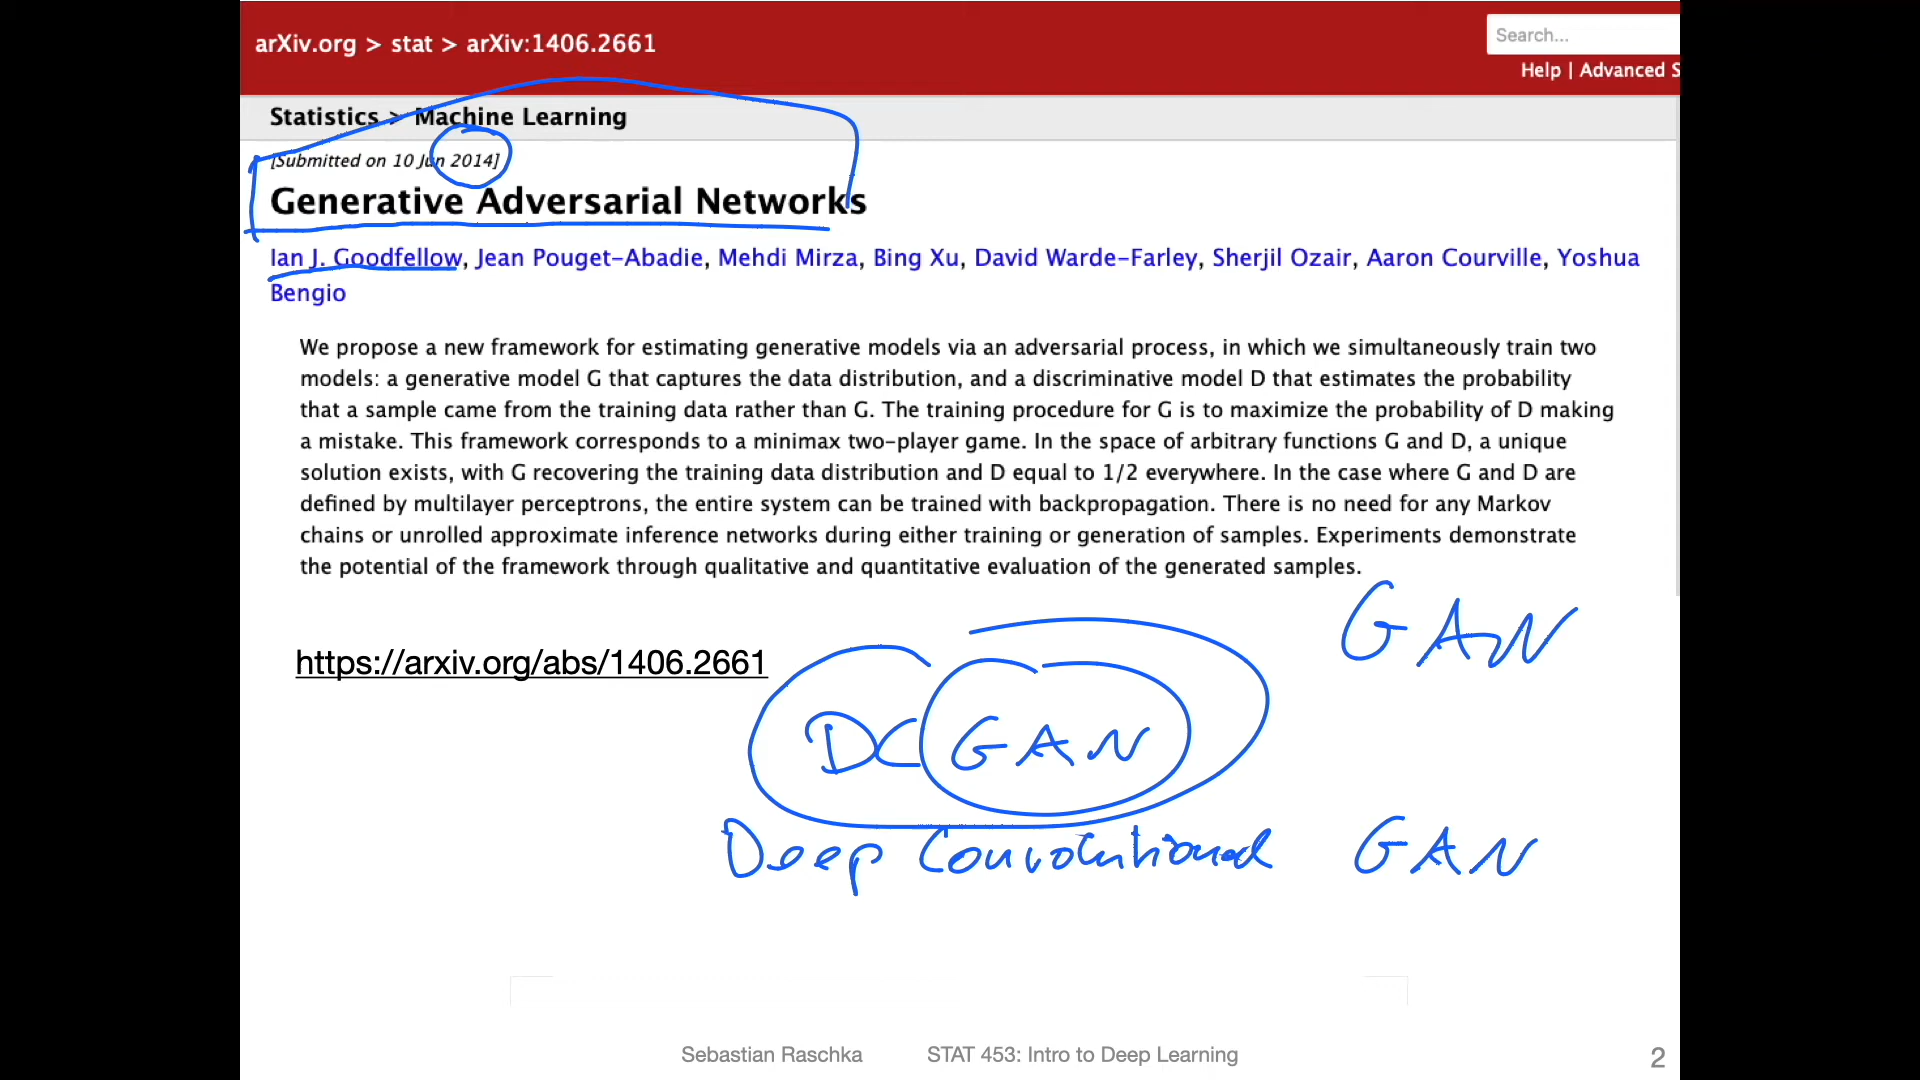 arXiv.org > stat > arXiv:1406.2661
Search...
Help | Advanced S
Statistics > Machine Learning
[Submitted on 10 Jun 2014]
Generative Adversarial Networks
Ian J. Goodfellow, Jean Pouget-Abadie, Mehdi Mirza, Bing Xu, David Warde-Farley, Sherjil Ozair, Aaron Courville, Yoshua
Bengio
We propose a new framework for estimating generative models via an adversarial process, in which we simultaneously train two
models: a generative model G that captures the data distribution, and a discriminative model D that estimates the probability
that a sample came from the training data rather than G. The training procedure for G is to maximize the probability of D making
a mistake. This framework corresponds to a minimax two-player game. In the space of arbitrary functions G and D, a unique
solution exists, with G recovering the training data distribution and D equal to 1/2 everywhere. In the case where G and D are
defined by multilayer perceptrons, the entire system can be trained with backpropagation. There is no need for any Markov
chains or unrolled approximate inference networks during either training or generation of samples. Experiments demonstrate
the potential of the framework through qualitative and quantitative evaluation of the generated samples.
GAN
https://arxiv.org/abs/1406.2661
DCGAN
Deep Convolutional GAN
Sebastian Raschka STAT 453: Intro to Deep Learning 2